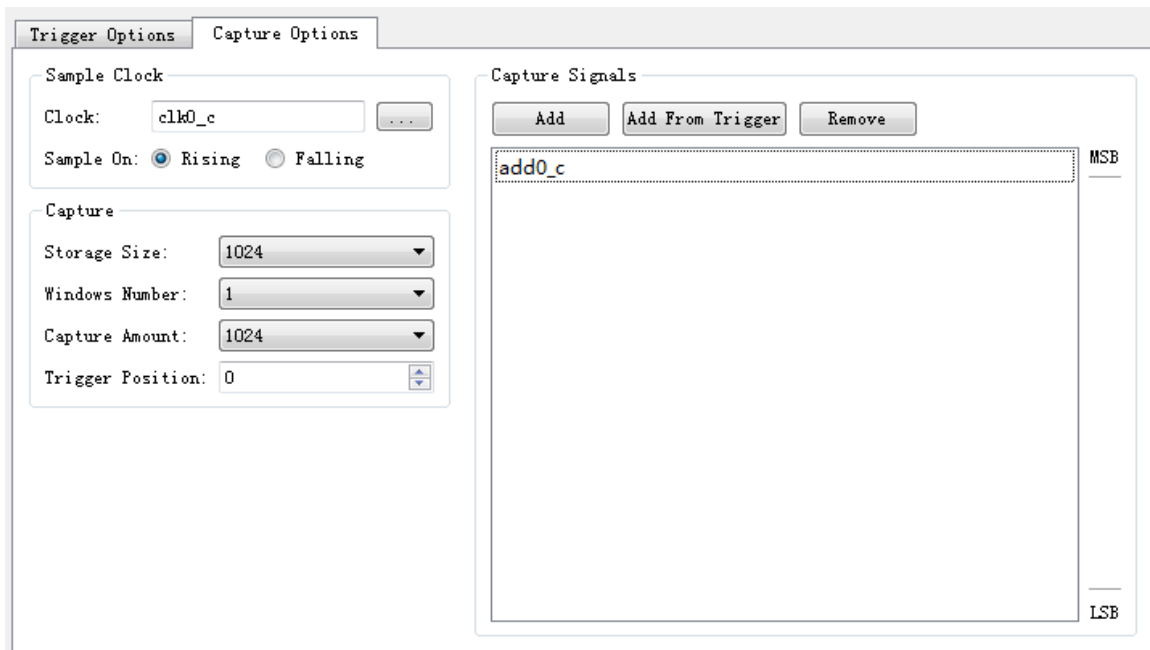 Trigger Options
Capture Options
Sample Clock
Clock: clk0_c ...
Sample On: Rising Falling
Capture
Storage Size: 1024
Windows Number: 1
Capture Amount: 1024
Trigger Position: 0
Capture Signals
Add Add From Trigger Remove
add0_c
MSB
LSB